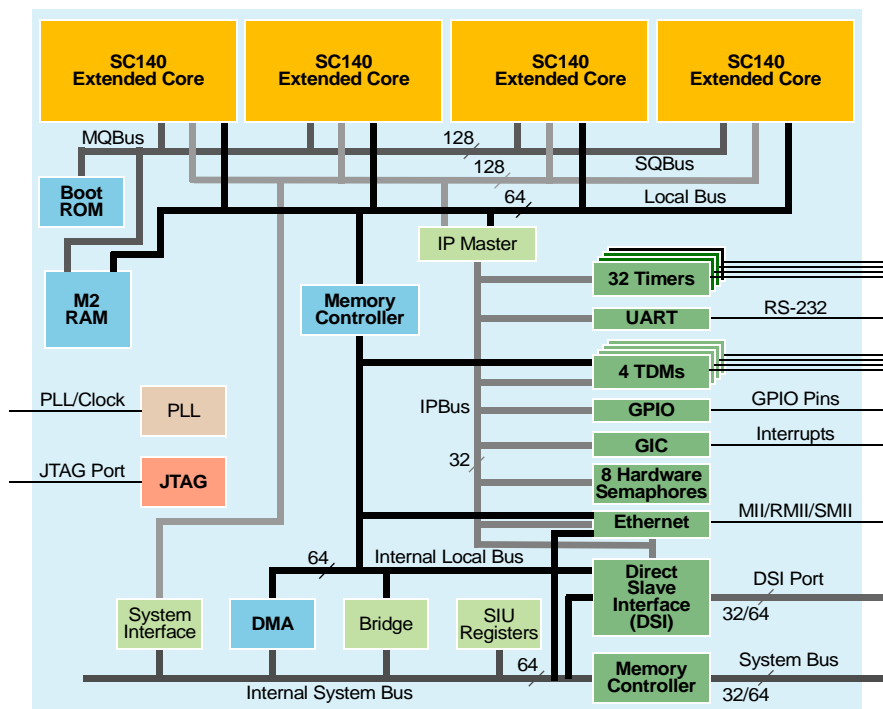 SC140
Extended Core
SC140
Extended Core
SC140
Extended Core
SC140
Extended Core
MQBus
128
128
SQBus
64
Local Bus
Boot
ROM
IP Master
M2
RAM
Memory
Controller
32 Timers
UART
RS-232
4 TDMs
PLL/Clock
PLL
IPBus
GPIO
GPIO Pins
GIC
Interrupts
32
JTAG Port
JTAG
8 Hardware
Semaphores
Ethernet
MII/RMII/SMII
64
Internal Local Bus
Direct
Slave
Interface
(DSI)
DSI Port
32/64
System
Interface
DMA
Bridge
SIU
Registers
64
Internal System Bus
Memory
Controller
System Bus
32/64